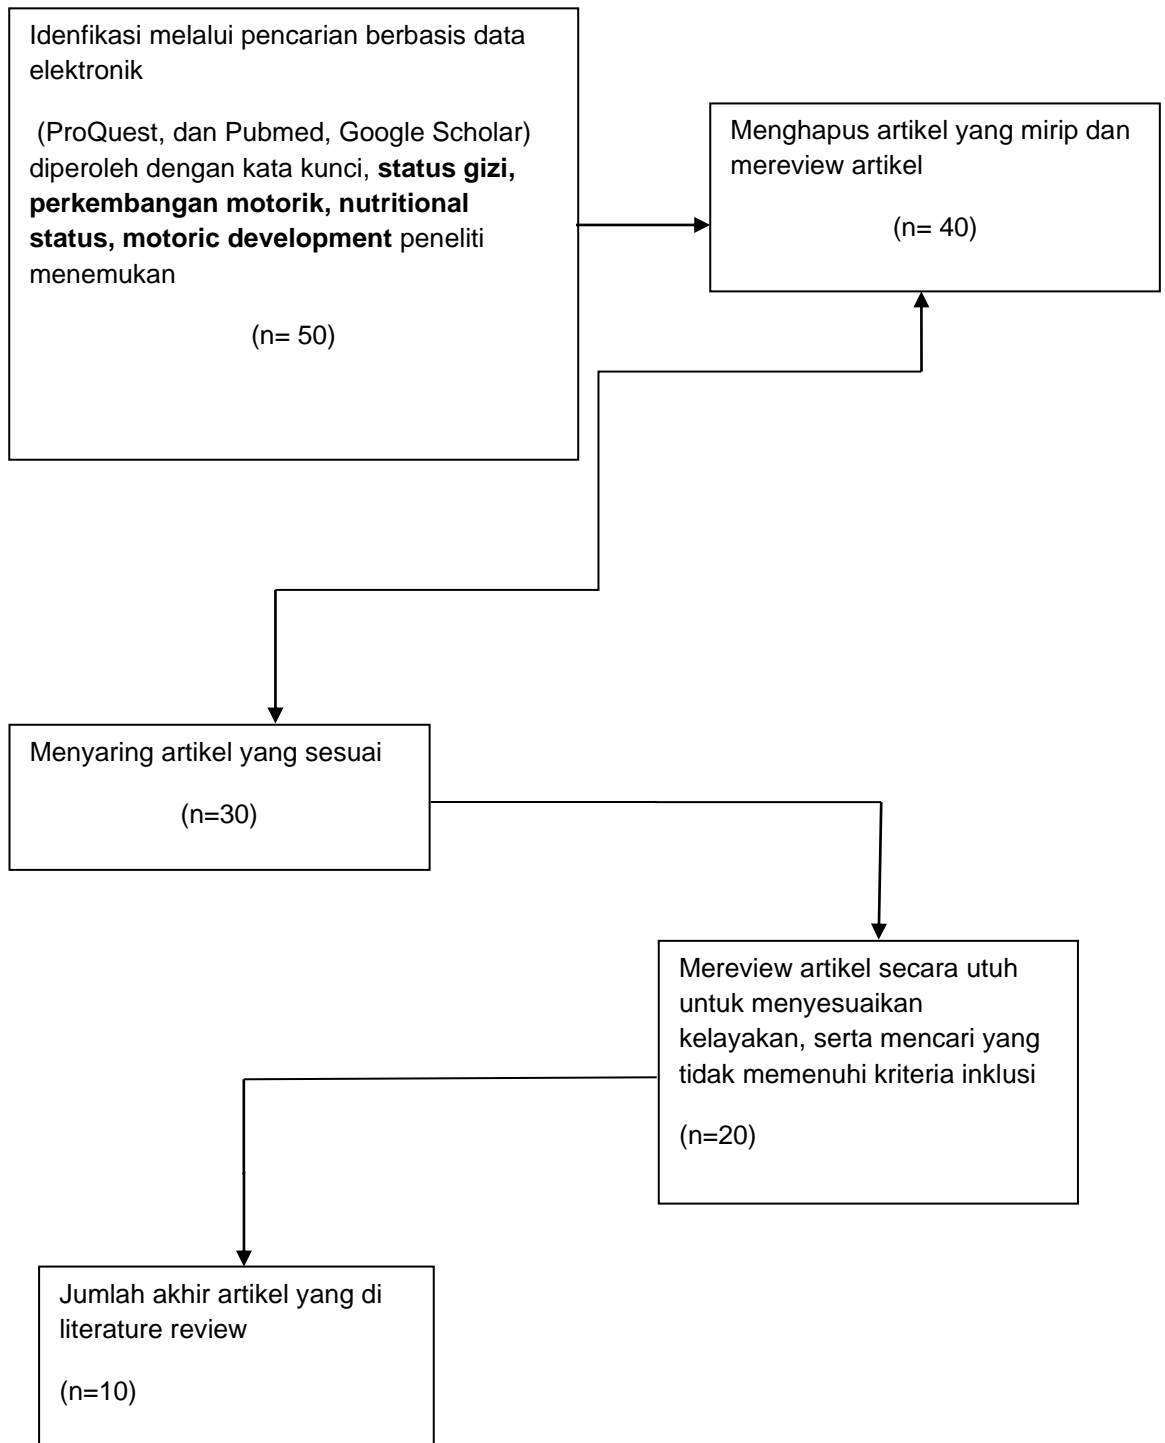 Idenfikasi melalui pencarian berbasis data
elektronik
(ProQuest, dan Pubmed, Google Scholar)
diperoleh dengan kata kunci, status gizi,
perkembangan motorik, nutritional
status, motoric development peneliti
menemukan
(n= 50)
Menghapus artikel yang mirip dan
mereview artikel
(n= 40)
Menyaring artikel yang sesuai
(n=30)
Mereview artikel secara utuh
untuk menyesuaikan
kelayakan, serta mencari yang
tidak memenuhi kriteria inklusi
(n=20)
Jumlah akhir artikel yang di
literature review
(n=10)